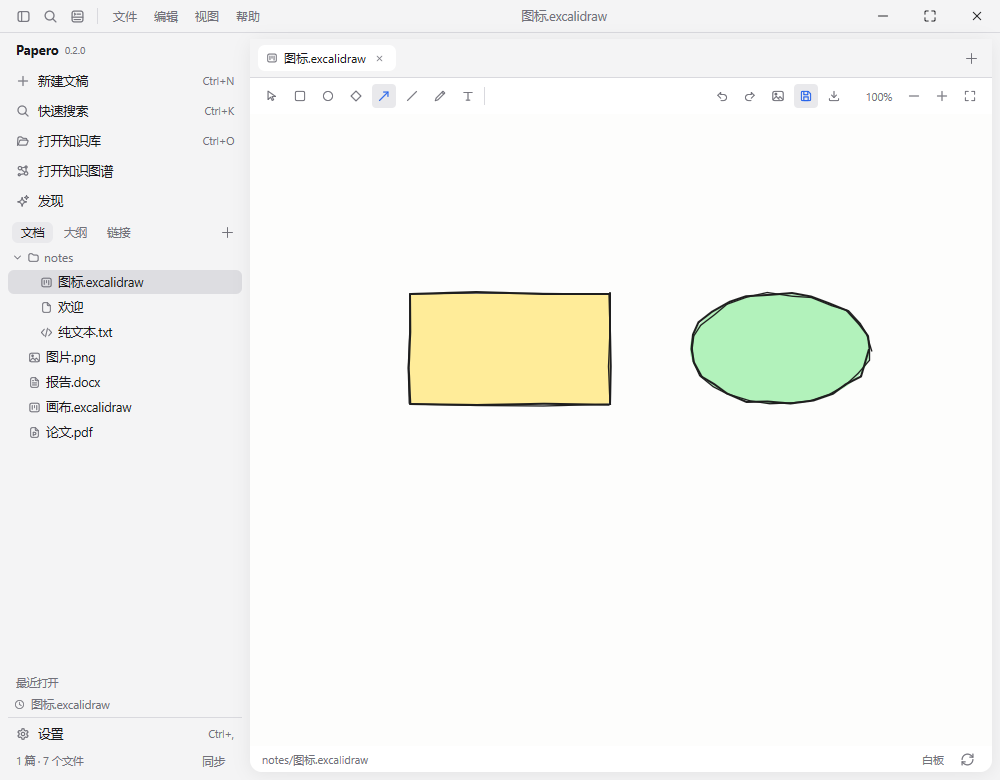 文件 编辑 视图 帮助 图标.excalidraw
Papero 0.2.0
新建文稿 Ctrl+N
快速搜索 Ctrl+K
打开知识库 Ctrl+O
打开知识图谱
发现
文档 大纲 链接
notes
图标.excalidraw
欢迎
纯文本.txt
图片.png
报告.docx
画布.excalidraw
论文.pdf
最近打开
图标.excalidraw
设置 Ctrl+,
1 篇 · 7 个文件 同步
图标.excalidraw
100%
notes/图标.excalidraw 白板